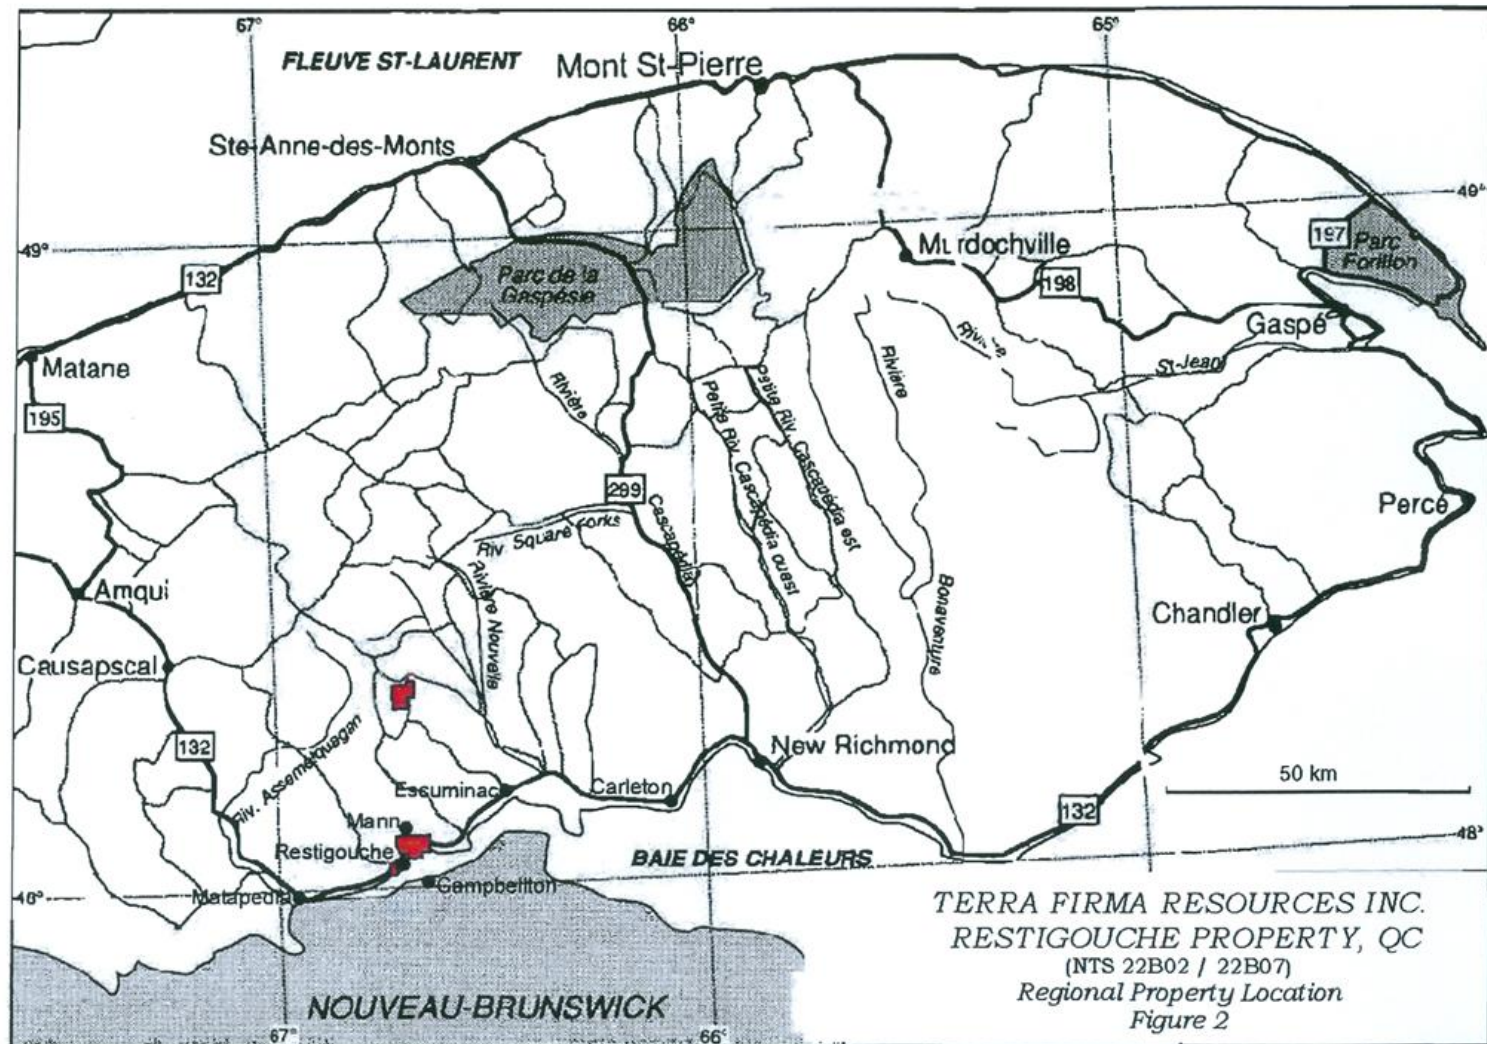 67°
66°
65°
FLEUVE ST-LAURENT
Mont St-Pierre
Ste-Anne-des-Monts
49°
49°
197
Parc
Forillon
Murdochville
132
Parc de la
Gaspésie
198
Gaspé
Matane
Rivière
St-Jean
Rivière
Rivière
Petite Riv. Cascapédia ouest
Petite Riv. Cascapédia est
195
299
Cascapédia
Percé
Riv. Square Forks
Rivière Nouvelle
Bonaventure
Amqui
Chandler
Causapscal
132
Riv. Assemetquagan
New Richmond
50 km
Escuminac
Carleton
132
Mann
Restigouche
BAIE DES CHALEURS
48°
48°
Campbellton
Matapedia
TERRA FIRMA RESOURCES INC.
RESTIGOUCHE PROPERTY, QC
(NTS 22B02 / 22B07)
Regional Property Location
Figure 2
NOUVEAU-BRUNSWICK
67°
66°